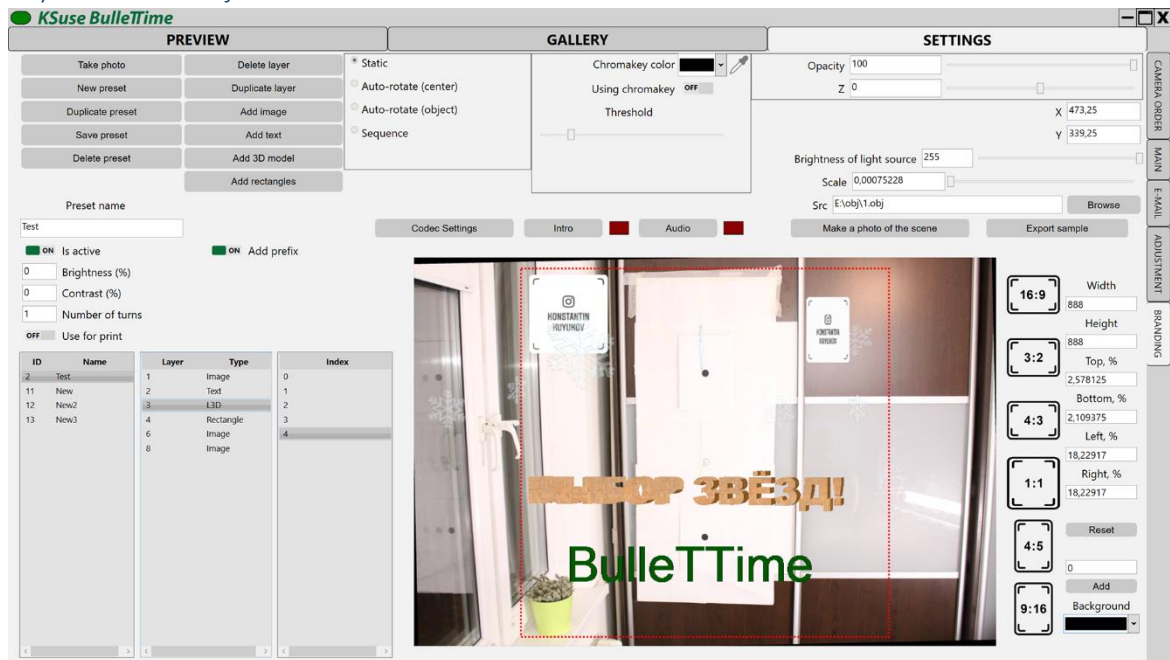 KSuse BulleTTime
PREVIEW
GALLERY
SETTINGS
Take photo
Delete layer
New preset
Duplicate layer
Duplicate preset
Add image
Save preset
Add text
Delete preset
Add 3D model
Add rectangles
Static
Auto-rotate (center)
Auto-rotate (object)
Sequence
Chromakey color
Using chromakey OFF
Threshold
Opacity 100
Z 0
X 473,25
Y 339,25
Brightness of light source 255
Scale 0,00075228
Src E:\obj\1.obj Browse
Preset name
Test
ON Is active
ON Add prefix
0 Brightness (%)
0 Contrast (%)
1 Number of turns
OFF Use for print
Codec Settings
Intro
Audio
Make a photo of the scene
Export sample
ID Name
2 Test
11 New
12 New2
13 New3
Layer Type
1 Image
2 Text
3 L3D
4 Rectangle
6 Image
8 Image
Index
0
1
2
3
4
KONSTANTIN
RUYUKOV
KONSTANTIN
RUYUKOV
ВЫБОР ЗВЁЗД!
BulleTTime
16:9
3:2
4:3
1:1
4:5
9:16
Width
888
Height
888
Top, %
2,578125
Bottom, %
2,109375
Left, %
18,22917
Right, %
18,22917
Reset
0
Add
Background
CAMERA ORDER
MAIN
E-MAIL
ADJUSTMENT
BRANDING